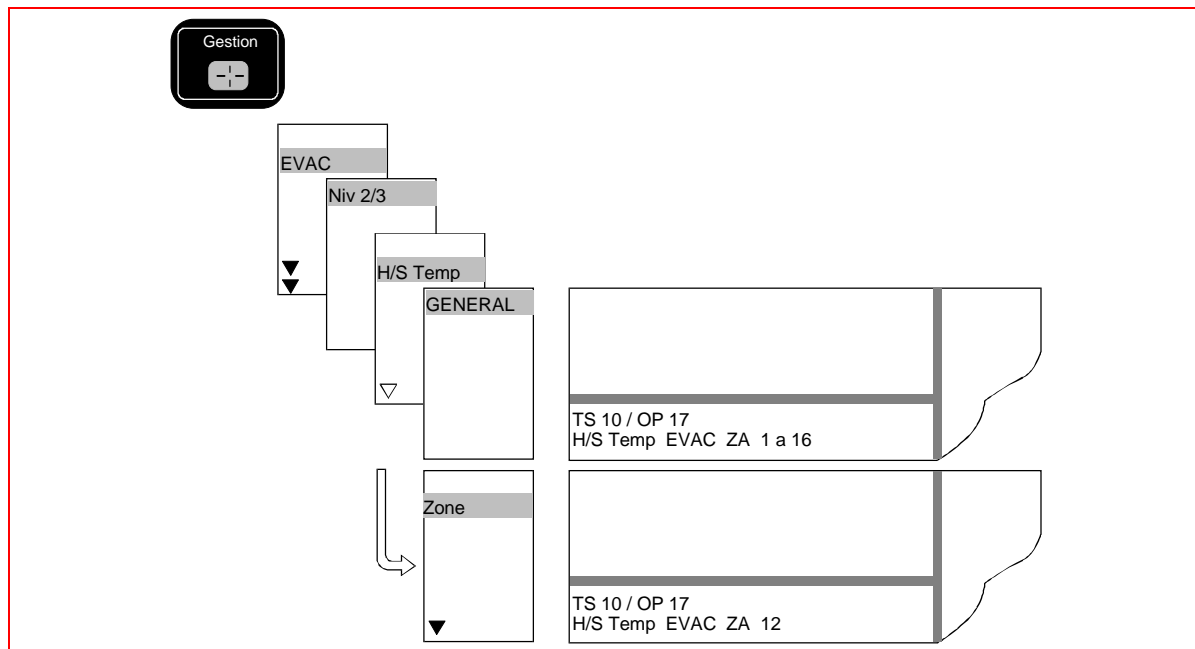 Gestion
EVAC
Niv 2/3
H/S Temp
GENERAL
TS 10 / OP 17
H/S Temp EVAC ZA 1 a 16
Zone
TS 10 / OP 17
H/S Temp EVAC ZA 12